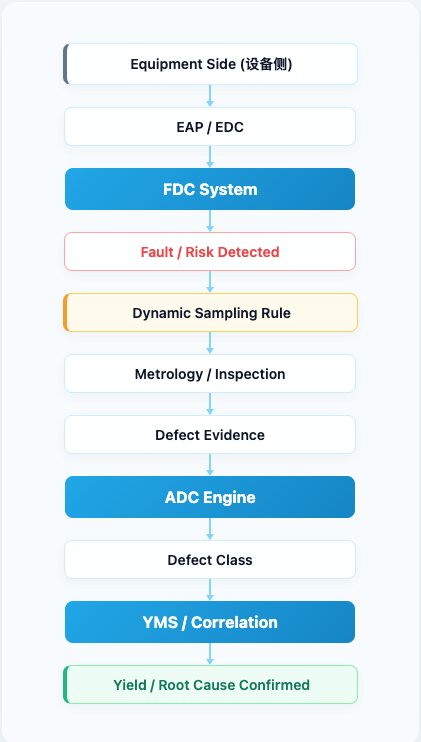 Equipment Side (设备侧)
EAP / EDC
FDC System
Fault / Risk Detected
Dynamic Sampling Rule
Metrology / Inspection
Defect Evidence
ADC Engine
Defect Class
YMS / Correlation
Yield / Root Cause Confirmed